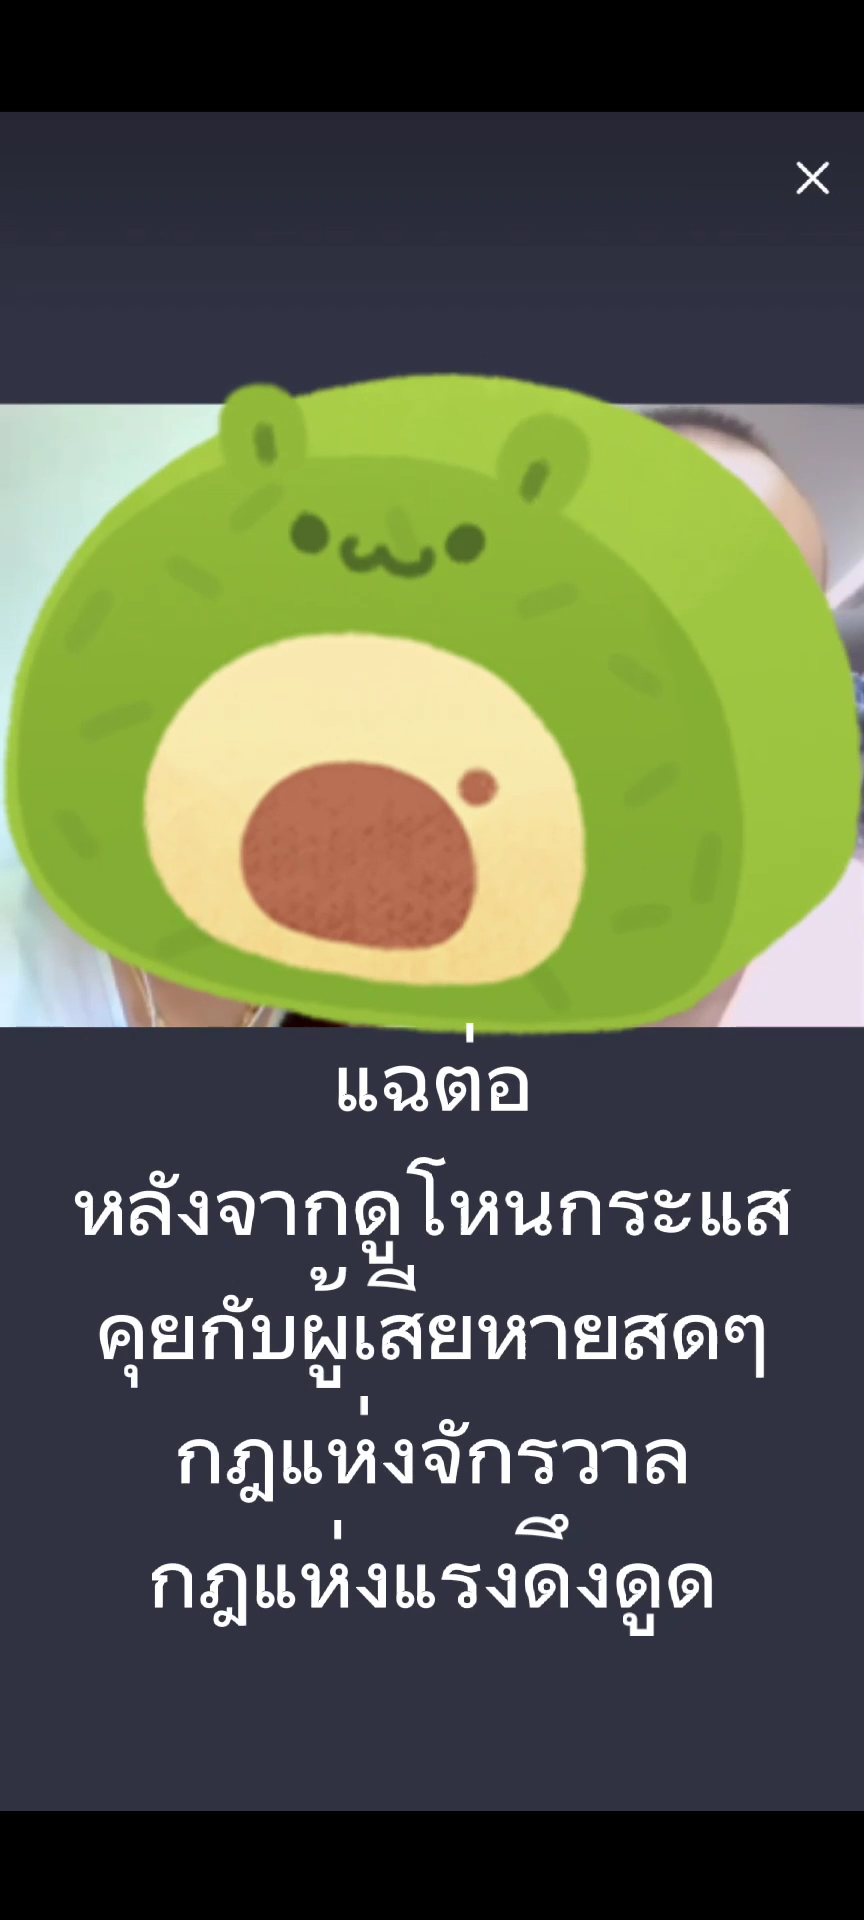 แฉต่อ
หลังจากดูโหนกระแส
คุยกับผู้เสียหายสดๆ
กฎแห่งจักรวาล
กฎแห่งแรงดึงดูด